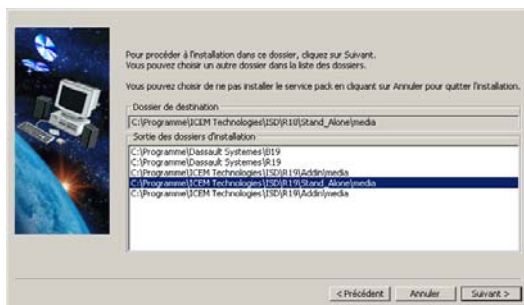 Pour procéder à l'installation dans ce dossier, cliquez sur Suivant.
Vous pouvez choisir un autre dossier dans la liste des dossiers.
Vous pouvez choisir de ne pas installer le service pack en cliquant sur Annuler pour quitter l'installation.
Dossier de destination
C:\Programme\ICEM Technologies\ISD\R18\Stand_Alone\media
Sortie des dossiers d'installation
C:\Programme\Dassault Systemes\B19
C:\Programme\Dassault Systemes\R19
C:\Programme\ICEM Technologies\ISD\R19\Addin\media
C:\Programme\ICEM Technologies\ISD\R19\Stand_Alone\media
C:\Programme\ICEM Technologies\ISD\R19\Addin\media
< Précédent
Annuler
Suivant >